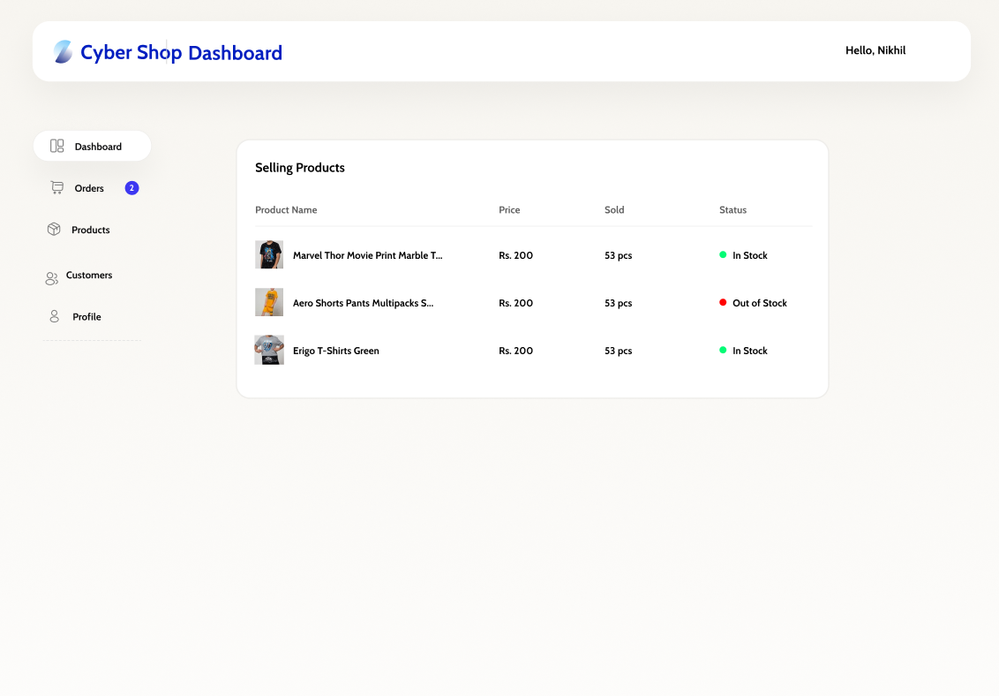 Cyber Shop Dashboard
Hello, Nikhil
Dashboard
Orders 2
Products
Customers
Profile
Selling Products
Product Name Price Sold Status
Marvel Thor Movie Print Marble T... Rs. 200 53 pcs In Stock
Aero Shorts Pants Multipacks S... Rs. 200 53 pcs Out of Stock
Erigo T-Shirts Green Rs. 200 53 pcs In Stock